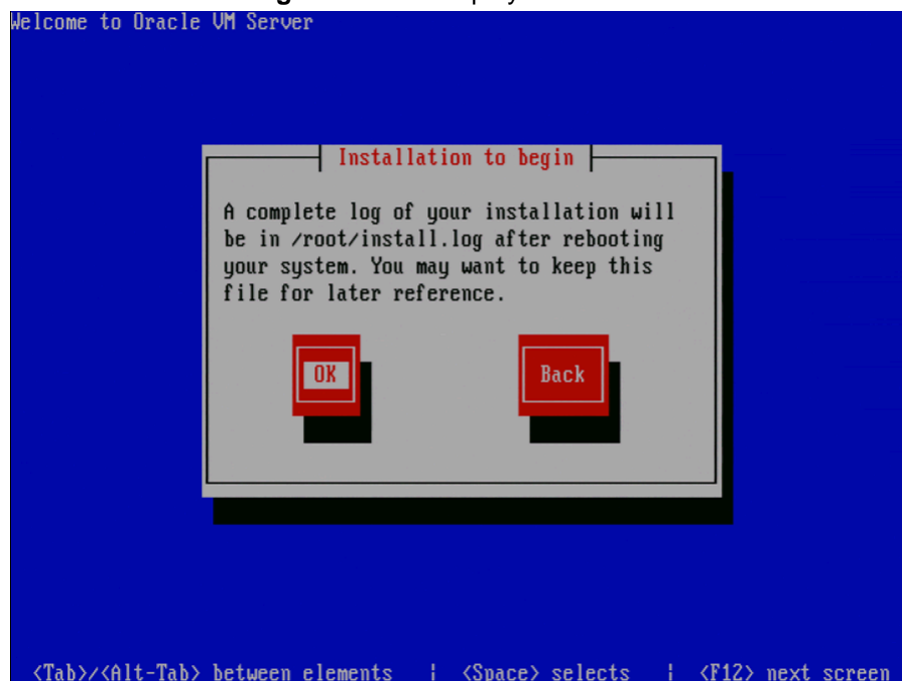 Welcome to Oracle VM Server
Installation to begin
A complete log of your installation will
be in /root/install.log after rebooting
your system. You may want to keep this
file for later reference.
OK Back
<Tab>/<Alt-Tab> between elements | <Space> selects | <F12> next screen